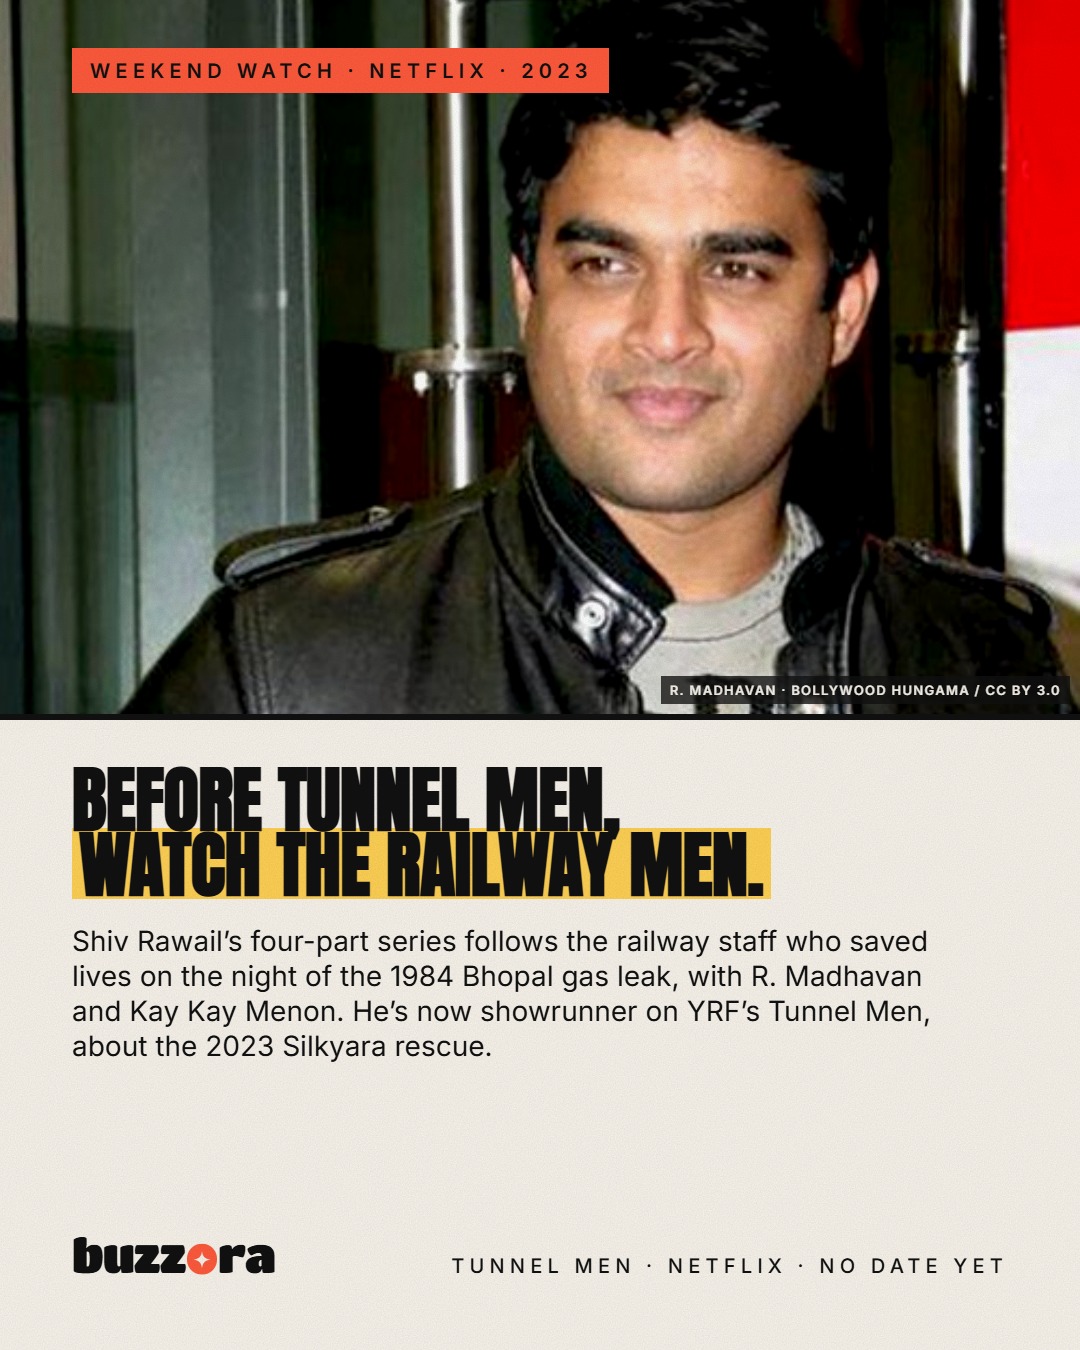 WEEKEND WATCH · NETFLIX · 2023
R. MADHAVAN · BOLLYWOOD HUNGAMA / CC BY 3.0
BEFORE TUNNEL MEN,
WATCH THE RAILWAY MEN.
Shiv Rawail’s four-part series follows the railway staff who saved
lives on the night of the 1984 Bhopal gas leak, with R. Madhavan
and Kay Kay Menon. He’s now showrunner on YRF’s Tunnel Men,
about the 2023 Silkyara rescue.
buzzora
TUNNEL MEN · NETFLIX · NO DATE YET